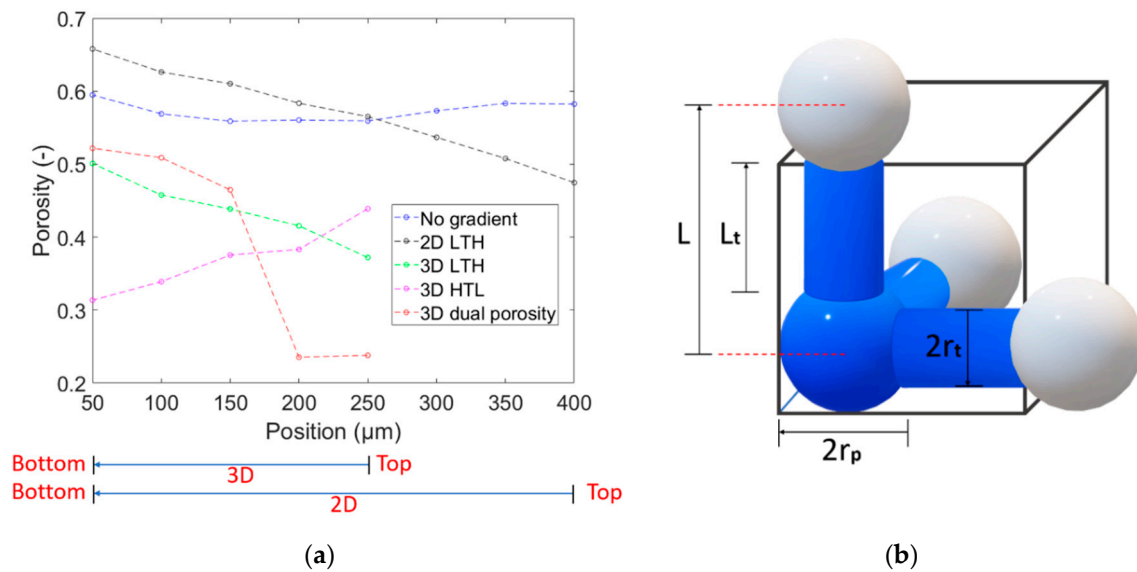 0.7
0.6
0.5
0.4
0.3
0.2
Porosity (-)
No gradient
2D LTH
3D LTH
3D HTL
3D dual porosity
50 100 150 200 250 300 350 400
Position (µm)
Bottom 3D Top
Bottom 2D Top
(a)
L
Lₜ
2rₜ
2rₚ
(b)